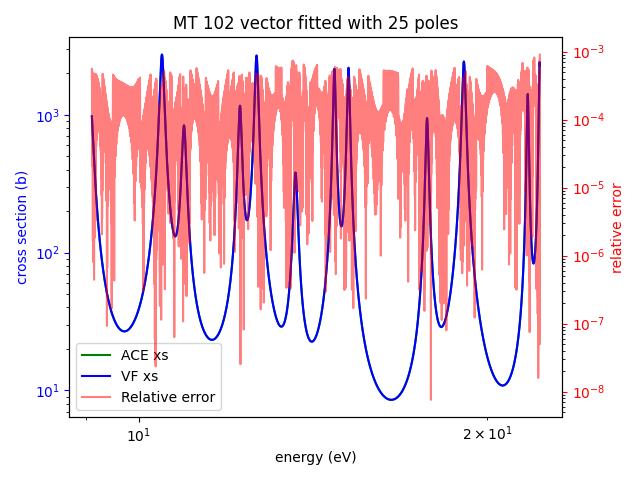 MT 102 vector fitted with 25 poles
10³
10²
10¹
cross section (b)
10⁻³
10⁻⁴
10⁻⁵
10⁻⁶
10⁻⁷
10⁻⁸
relative error
ACE xs
VF xs
Relative error
10¹
2 × 10¹
energy (eV)